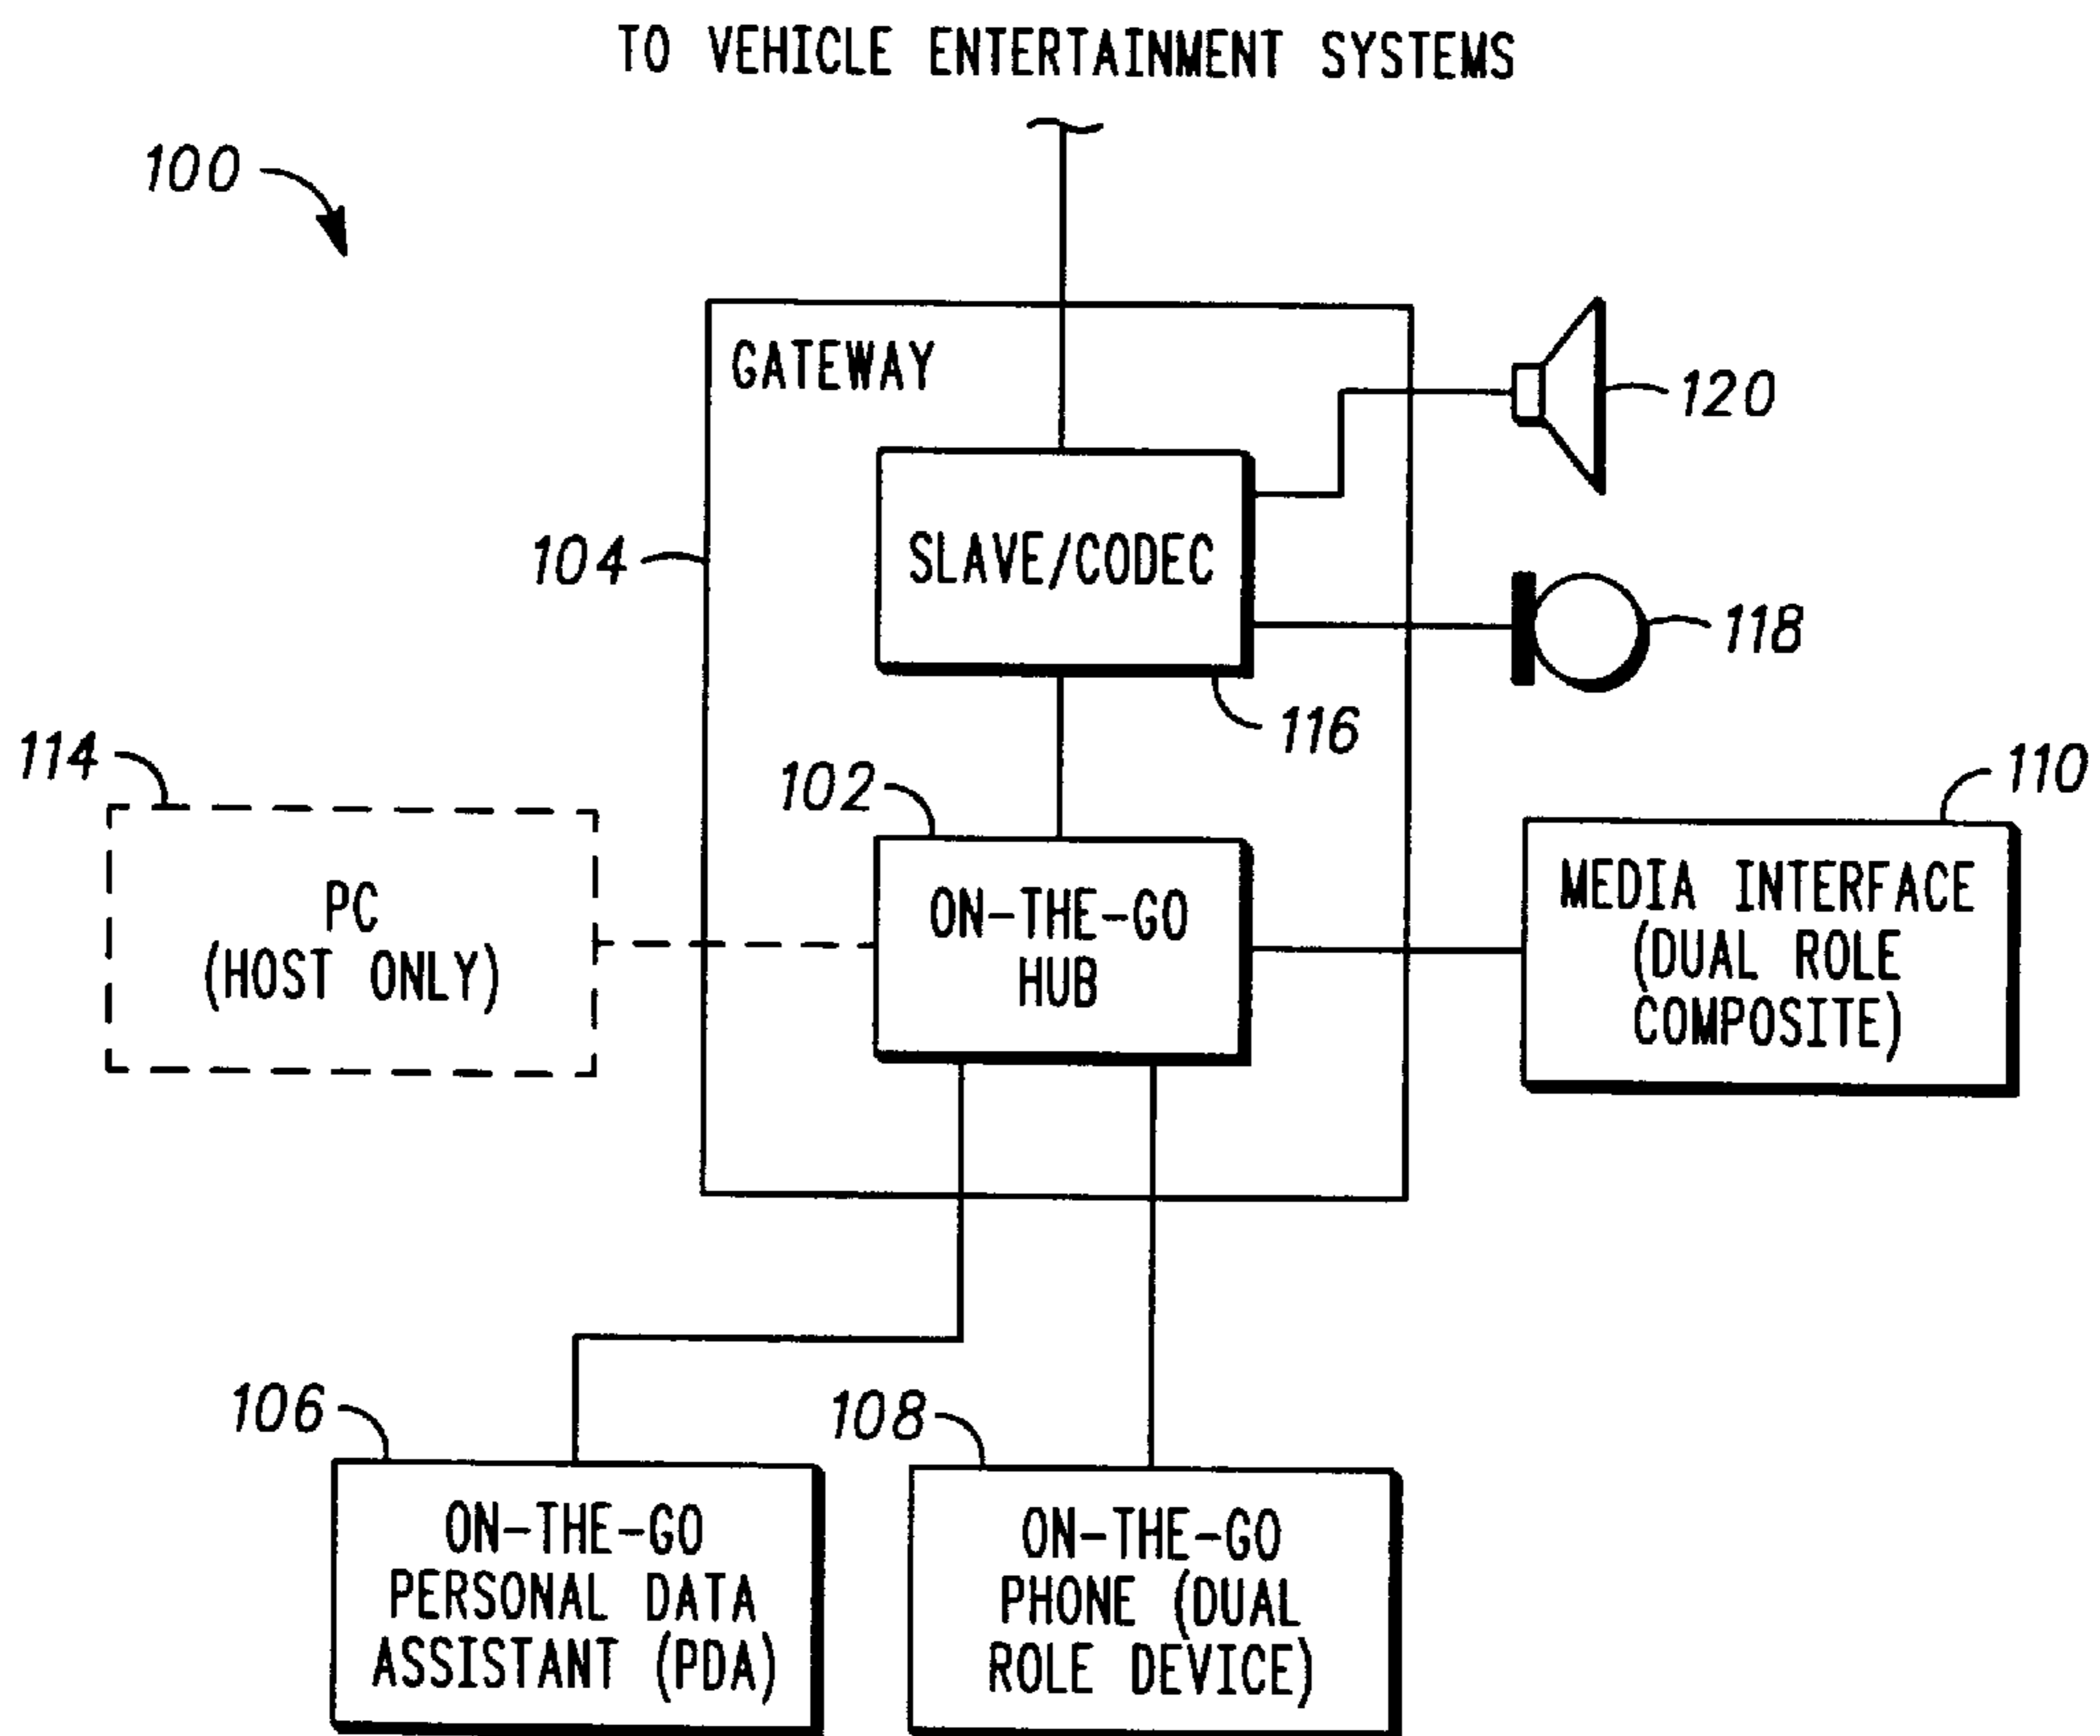 TO VEHICLE ENTERTAINMENT SYSTEMS
100
GATEWAY
120
104
SLAVE/CODEC
118
116
114
102
110
PC
(HOST ONLY)
ON-THE-GO
HUB
MEDIA INTERFACE
(DUAL ROLE
COMPOSITE)
106
108
ON-THE-GO
PERSONAL DATA
ASSISTANT (PDA)
ON-THE-GO
PHONE (DUAL
ROLE DEVICE)